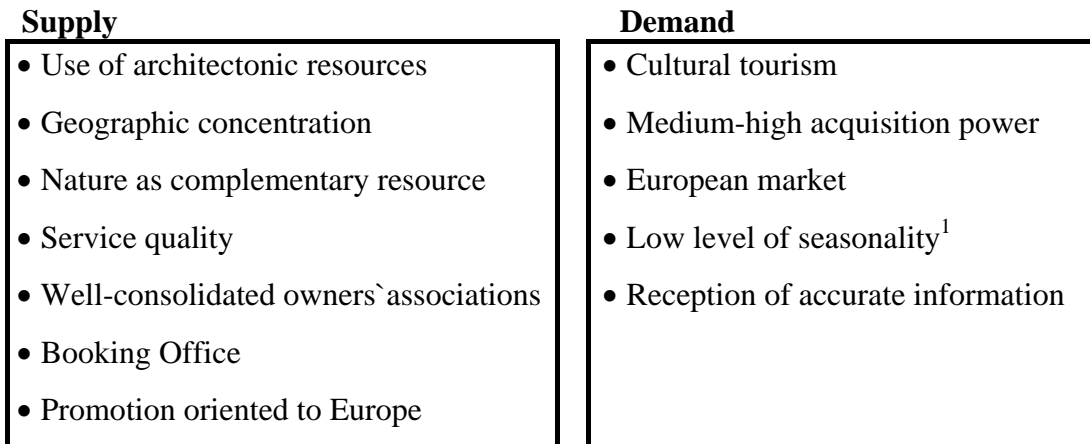 Supply
• Use of architectonic resources
• Geographic concentration
• Nature as complementary resource
• Service quality
• Well-consolidated owners`associations
• Booking Office
• Promotion oriented to Europe
Demand
• Cultural tourism
• Medium-high acquisition power
• European market
• Low level of seasonality¹
• Reception of accurate information